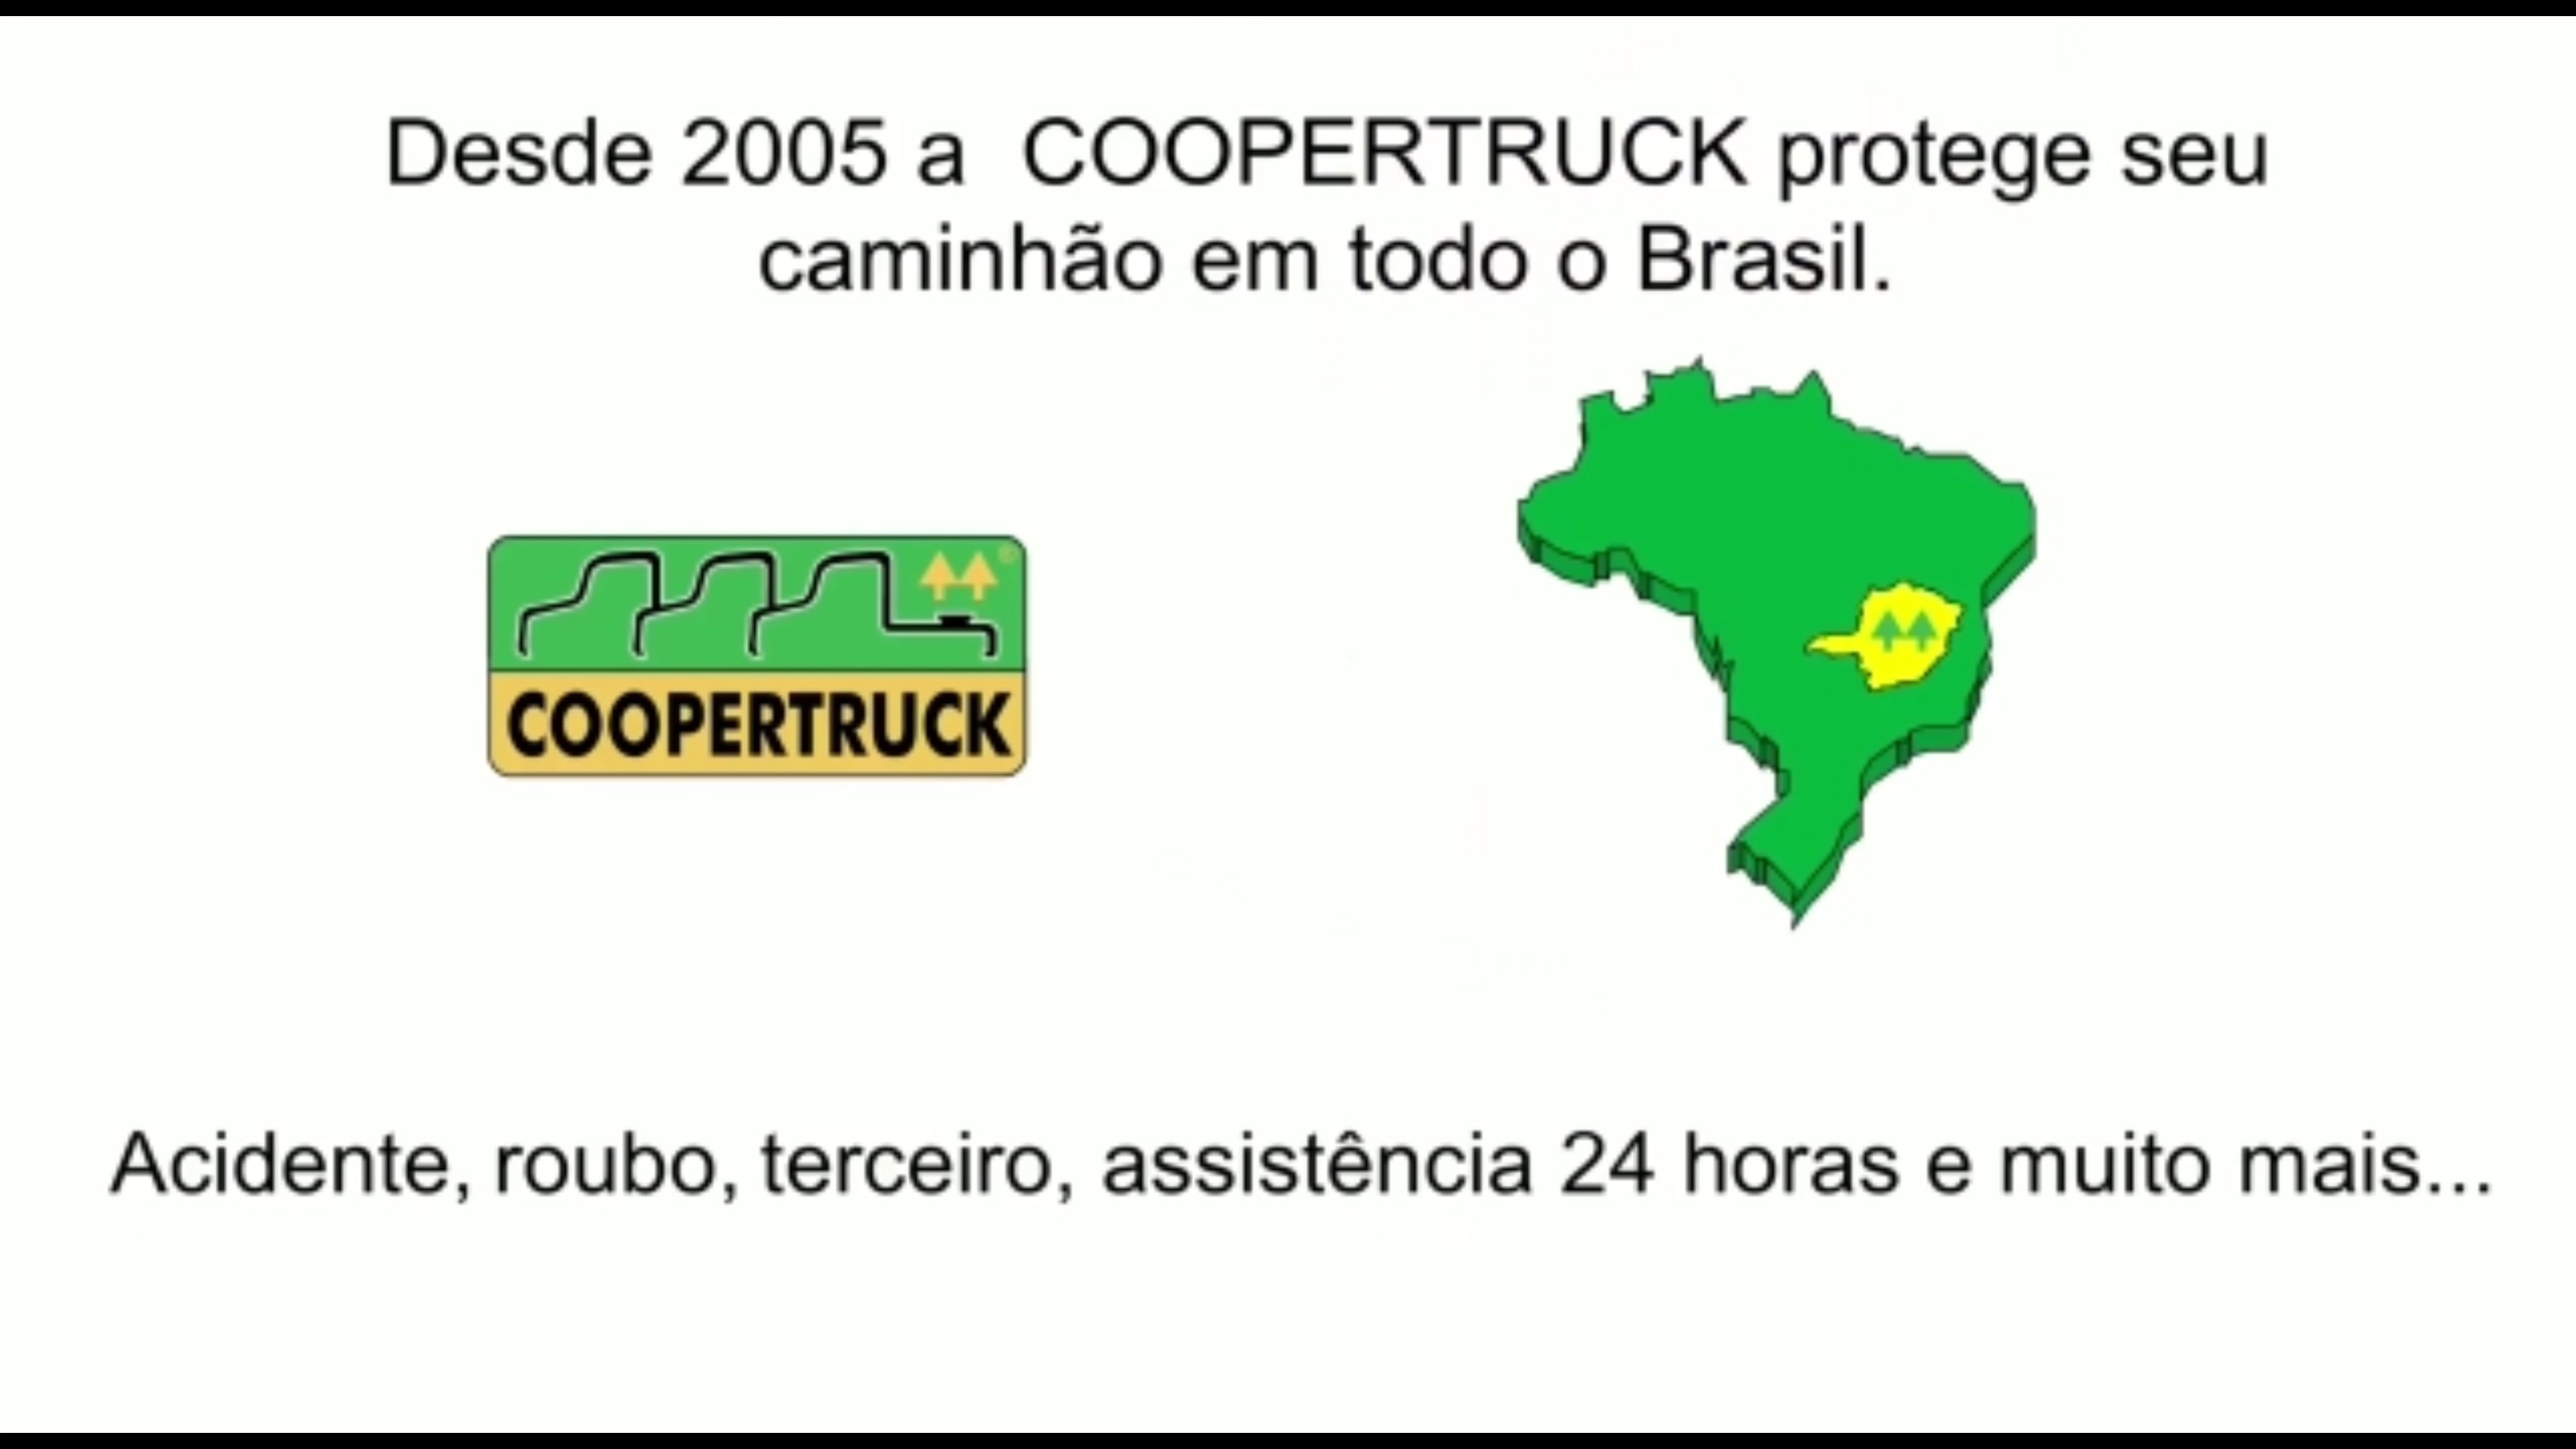 Desde 2005 a COOPERTRUCK protege seu
caminhão em todo o Brasil.
®
COOPERTRUCK
Acidente, roubo, terceiro, assistência 24 horas e muito mais...